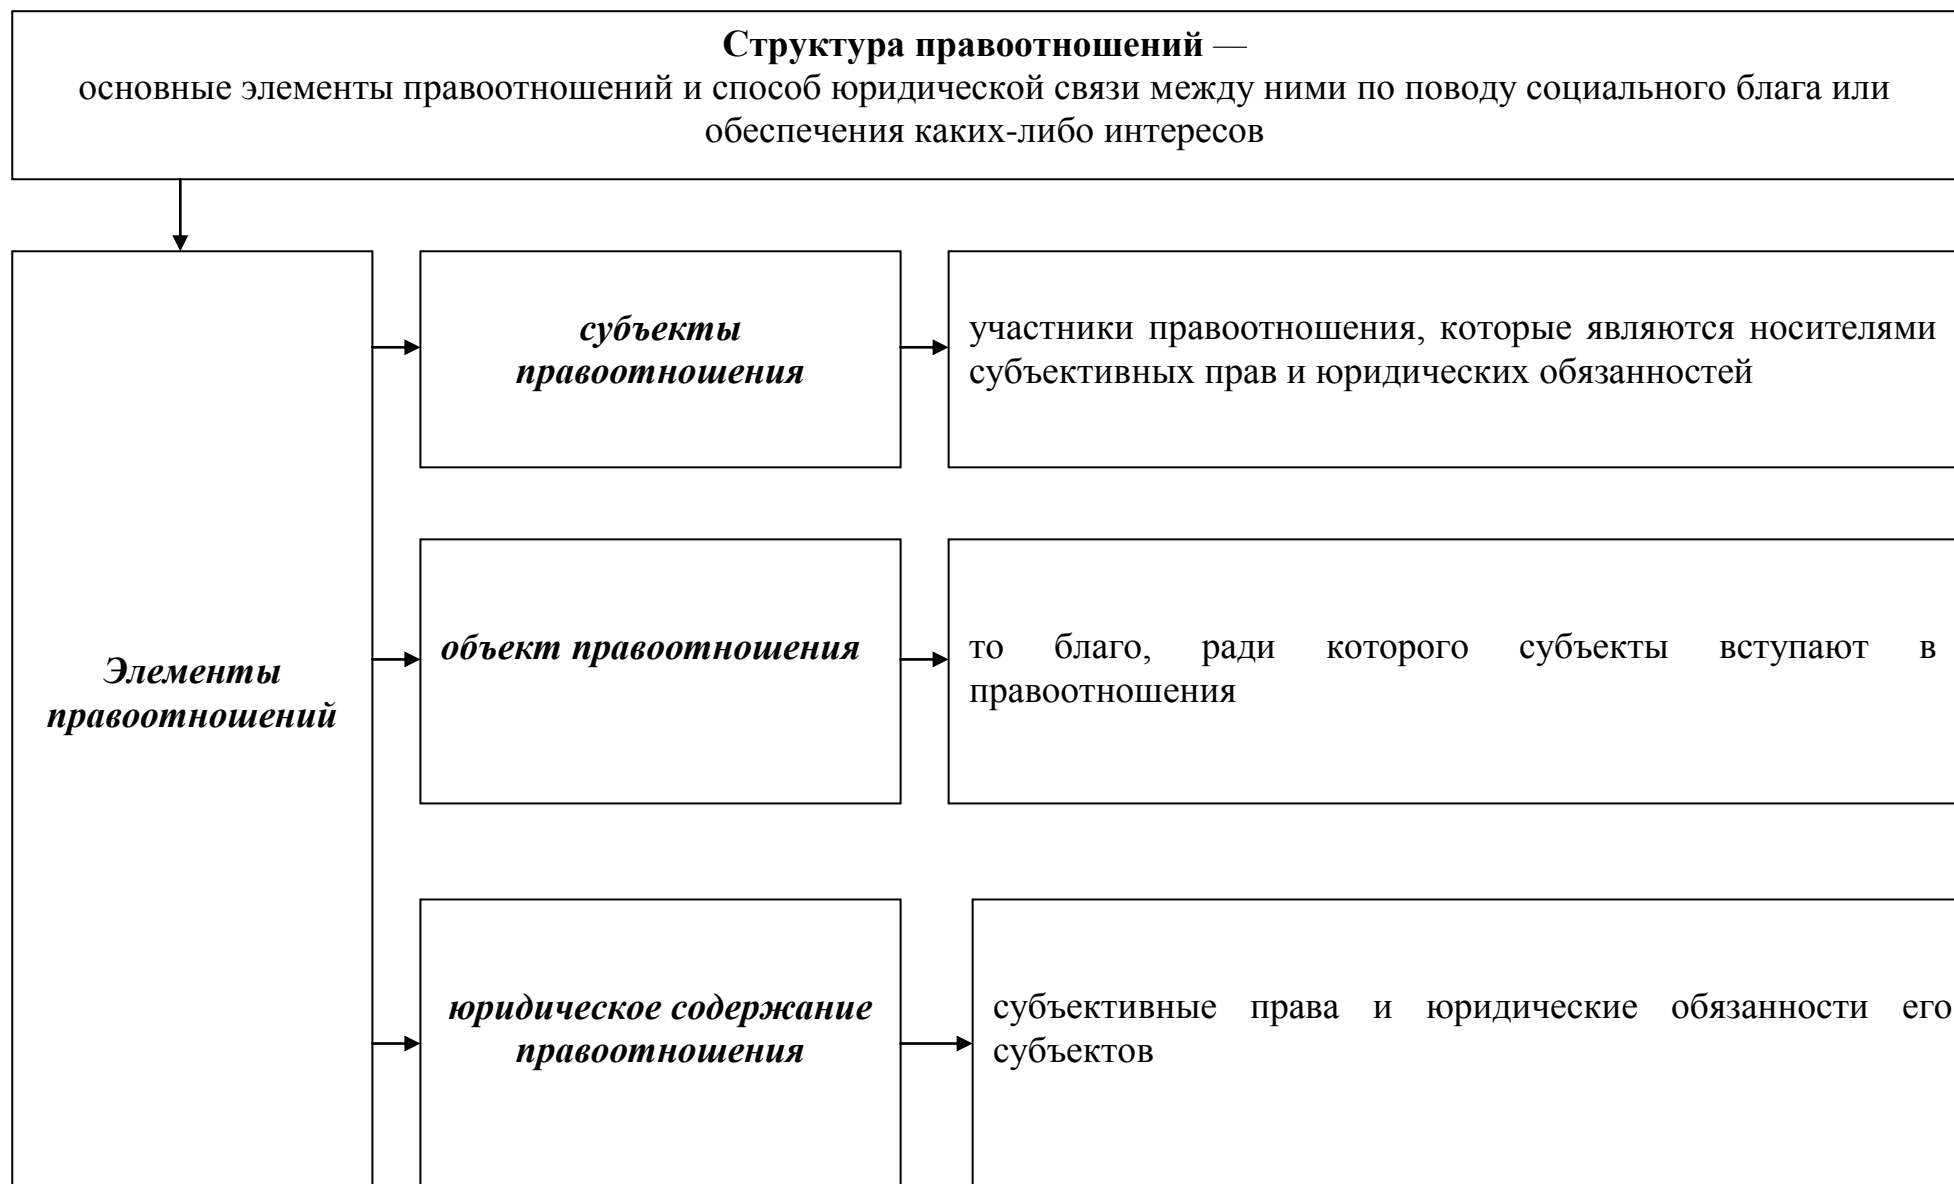 Структура правоотношений —
основные элементы правоотношений и способ юридической связи между ними по поводу социального блага или
обеспечения каких-либо интересов
Элементы
правоотношений
субъекты
правоотношения
участники правоотношения, которые являются носителями
субъективных прав и юридических обязанностей
объект правоотношения
то благо, ради которого субъекты вступают в
правоотношения
юридическое содержание
правоотношения
субъективные права и юридические обязанности его
субъектов